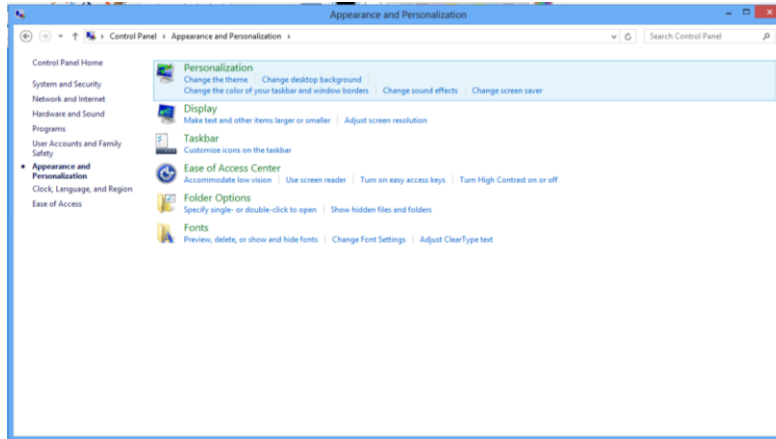 Appearance and Personalization
Control Panel Appearance and Personalization
Search Control Panel
Control Panel Home
System and Security
Network and Internet
Hardware and Sound
Programs
User Accounts and Family
Safety
Appearance and
Personalization
Clock, Language, and Region
Ease of Access
Personalization
Change the theme Change desktop background
Change the color of your taskbar and window borders Change sound effects Change screen saver
Display
Make text and other items larger or smaller Adjust screen resolution
Taskbar
Customize icons on the taskbar
Ease of Access Center
Accommodate low vision Use screen reader Turn on easy access keys Turn High Contrast on or off
Folder Options
Specify single- or double-click to open Show hidden files and folders
Fonts
Preview, delete, or show and hide fonts Change Font Settings Adjust ClearType text